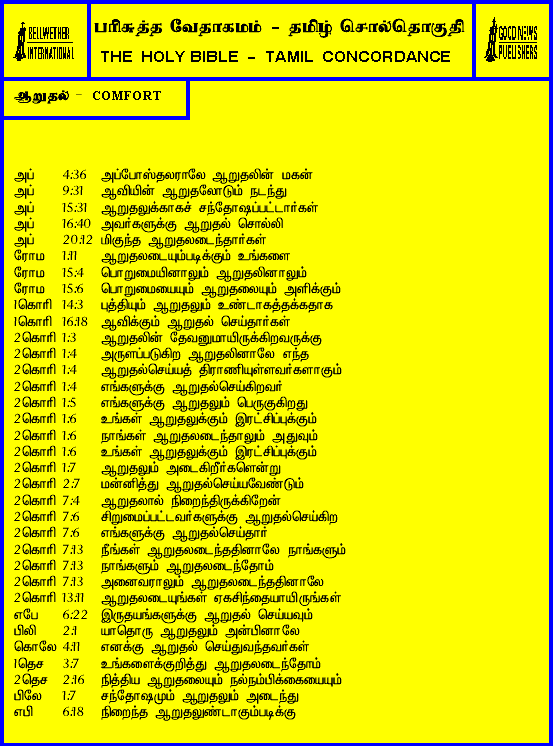 BELLWETHER
INTERNATIONAL
பரிசுத்த வேதாகமம் - தமிழ் சொல்தொகுதி
THE HOLY BIBLE - TAMIL CONCORDANCE
GOOD NEWS
PUBLISHERS
ஆறுதல் - COMFORT
அப் 4:36 அப்போஸ்தலராலே ஆறுதலின் மகன்
அப் 9:31 ஆவியின் ஆறுதலோடும் நடந்து
அப் 15:31 ஆறுதலுக்காகச் சந்தோஷப்பட்டார்கள்
அப் 16:40 அவர்களுக்கு ஆறுதல் சொல்லி
அப் 20:12 மிகுந்த ஆறுதலடைந்தார்கள்
ரோம 1:11 ஆறுதலடையும்படிக்கும் உங்களை
ரோம 15:4 பொறுமையினாலும் ஆறுதலினாலும்
ரோம 15:6 பொறுமையையும் ஆறுதலையும் அளிக்கும்
1கொரி 14:3 புத்தியும் ஆறுதலும் உண்டாகத்தக்கதாக
1கொரி 16:18 ஆவிக்கும் ஆறுதல் செய்தார்கள்
2கொரி 1:3 ஆறுதலின் தேவனுமாயிருக்கிறவருக்கு
2கொரி 1:4 அருளப்படுகிற ஆறுதலினாலே எந்த
2கொரி 1:4 ஆறுதல்செய்யத் திராணியுள்ளவர்களாகும்
2கொரி 1:4 எங்களுக்கு ஆறுதல்செய்கிறவர்
2கொரி 1:5 எங்களுக்கு ஆறுதலும் பெருகுகிறது
2கொரி 1:6 உங்கள் ஆறுதலுக்கும் இரட்சிப்புக்கும்
2கொரி 1:6 நாங்கள் ஆறுதலடைந்தாலும் அதுவும்
2கொரி 1:6 உங்கள் ஆறுதலுக்கும் இரட்சிப்புக்கும்
2கொரி 1:7 ஆறுதலும் அடைகிறீர்களென்று
2கொரி 2:7 மன்னித்து ஆறுதல்செய்யவேண்டும்
2கொரி 7:4 ஆறுதலால் நிறைந்திருக்கிறேன்
2கொரி 7:6 சிறுமைப்பட்டவர்களுக்கு ஆறுதல்செய்கிற
2கொரி 7:6 எங்களுக்கு ஆறுதல்செய்தார்
2கொரி 7:13 நீங்கள் ஆறுதலடைந்ததினாலே நாங்களும்
2கொரி 7:13 நாங்களும் ஆறுதலடைந்தோம்
2கொரி 7:13 அனைவராலும் ஆறுதலடைந்ததினாலே
2கொரி 13:11 ஆறுதலடையுங்கள் ஏகசிந்தையாயிருங்கள்
எபே 6:22 இருதயங்களுக்கு ஆறுதல் செய்யவும்
பிலி 2:1 யாதொரு ஆறுதலும் அன்பினாலே
கொலே 4:11 எனக்கு ஆறுதல் செய்துவந்தவர்கள்
1தெச 3:7 உங்களைக்குறித்து ஆறுதலடைந்தோம்
2தெச 2:16 நித்திய ஆறுதலையும் நல்நம்பிக்கையையும்
பிலே 1:7 சந்தோஷமும் ஆறுதலும் அடைந்து
எபி 6:18 நிறைந்த ஆறுதலுண்டாகும்படிக்கு